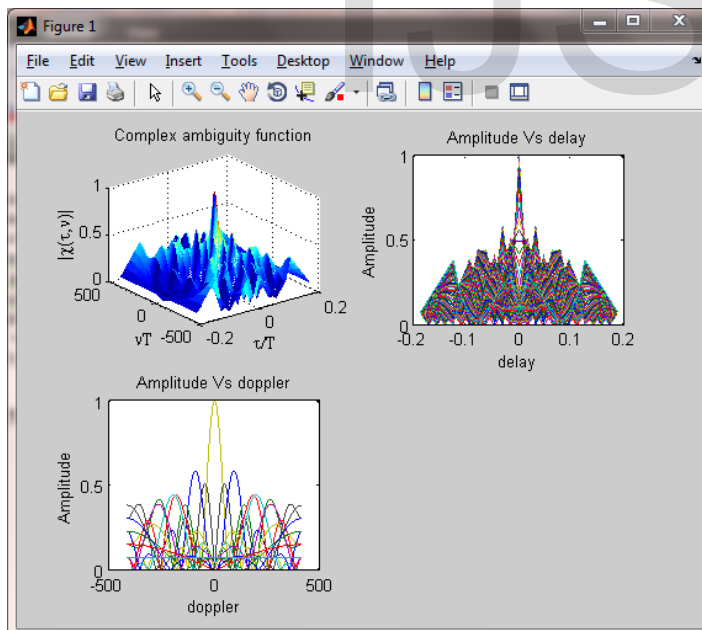 Figure 1
File Edit View Insert Tools Desktop Window Help
Complex ambiguity function
|χ(τ,ν)|
1
0.5
0
500
0
-500
νT
-0.2
0
0.2
τ/T
Amplitude Vs delay
Amplitude
1
0.5
0
-0.2 -0.1 0 0.1 0.2
delay
Amplitude Vs doppler
Amplitude
1
0.5
0
-500 0 500
doppler